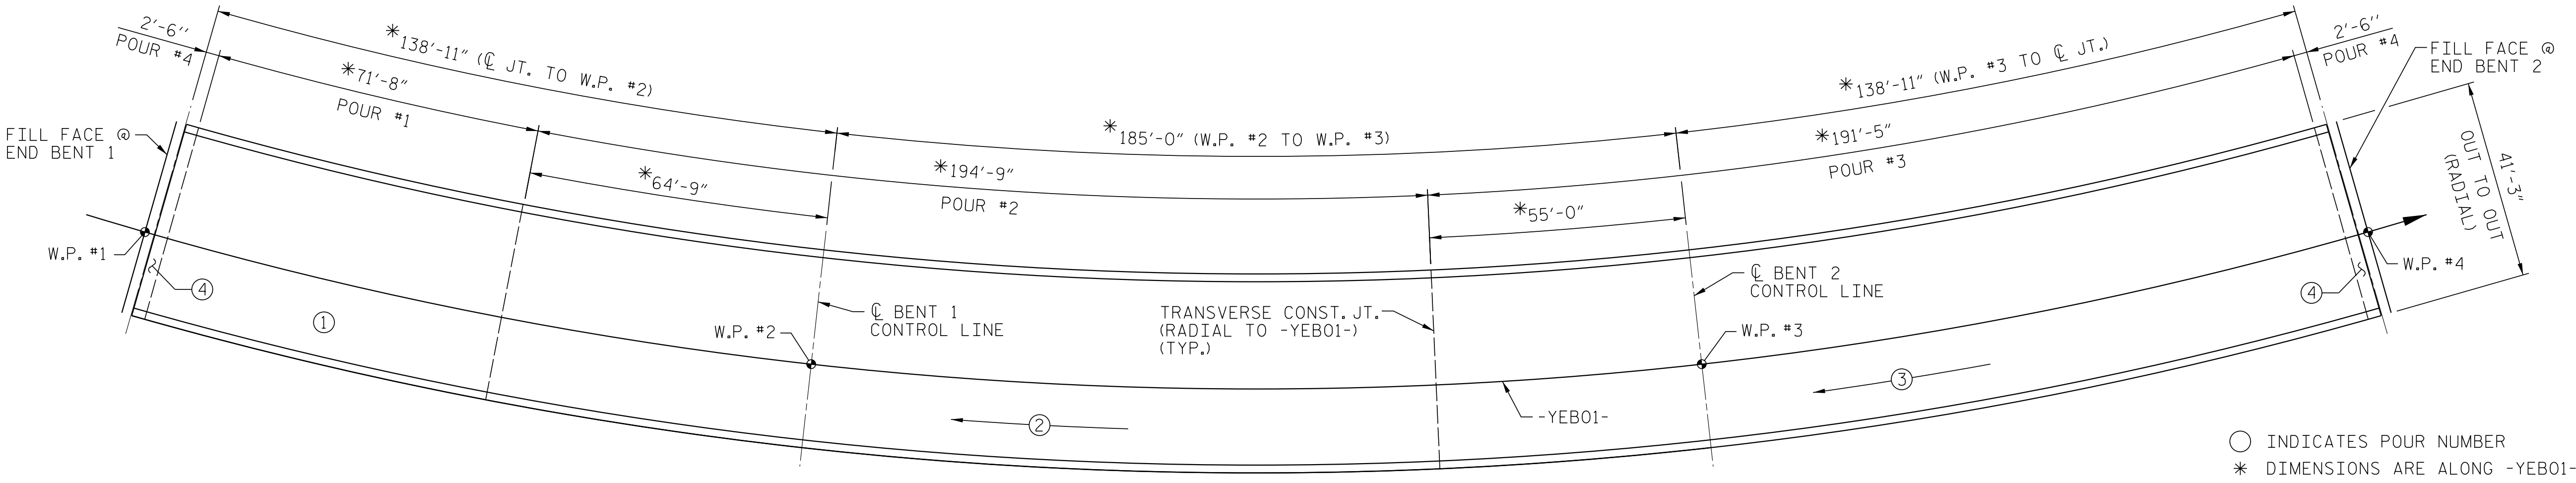 2'-6"
POUR #4
*138'-11" (℄ JT. TO W.P. #2)
*71'-8"
POUR #1
*185'-0" (W.P. #2 TO W.P. #3)
*64'-9"
*194'-9"
POUR #2
*138'-11" (W.P. #3 TO ℄ JT.)
*191'-5"
POUR #3
*55'-0"
2'-6"
POUR #4
FILL FACE @
END BENT 2
41'-3"
OUT TO OUT
(RADIAL)
FILL FACE @
END BENT 1
W.P. #1
4
1
W.P. #2
℄ BENT 1
CONTROL LINE
TRANSVERSE CONST. JT.
(RADIAL TO -YEB01-)
(TYP.)
℄ BENT 2
CONTROL LINE
W.P. #3
4
W.P. #4
2
3
-YEB01-
INDICATES POUR NUMBER
* DIMENSIONS ARE ALONG -YEB01-